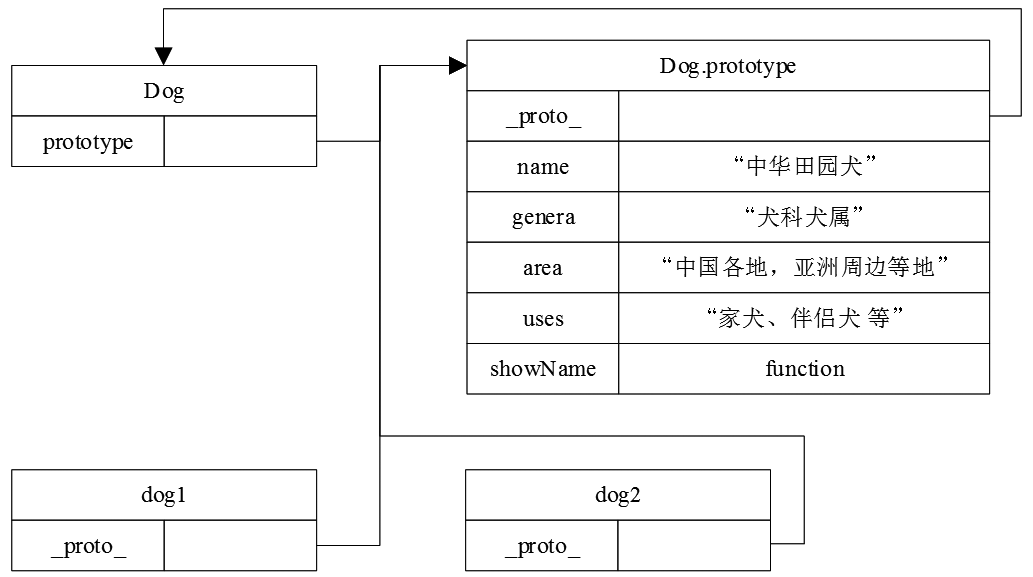 Dog
prototype
Dog.prototype
_proto_
name “中华田园犬”
genera “犬科犬属”
area “中国各地，亚洲周边等地”
uses “家犬、伴侣犬 等”
showName function
dog1
_proto_
dog2
_proto_